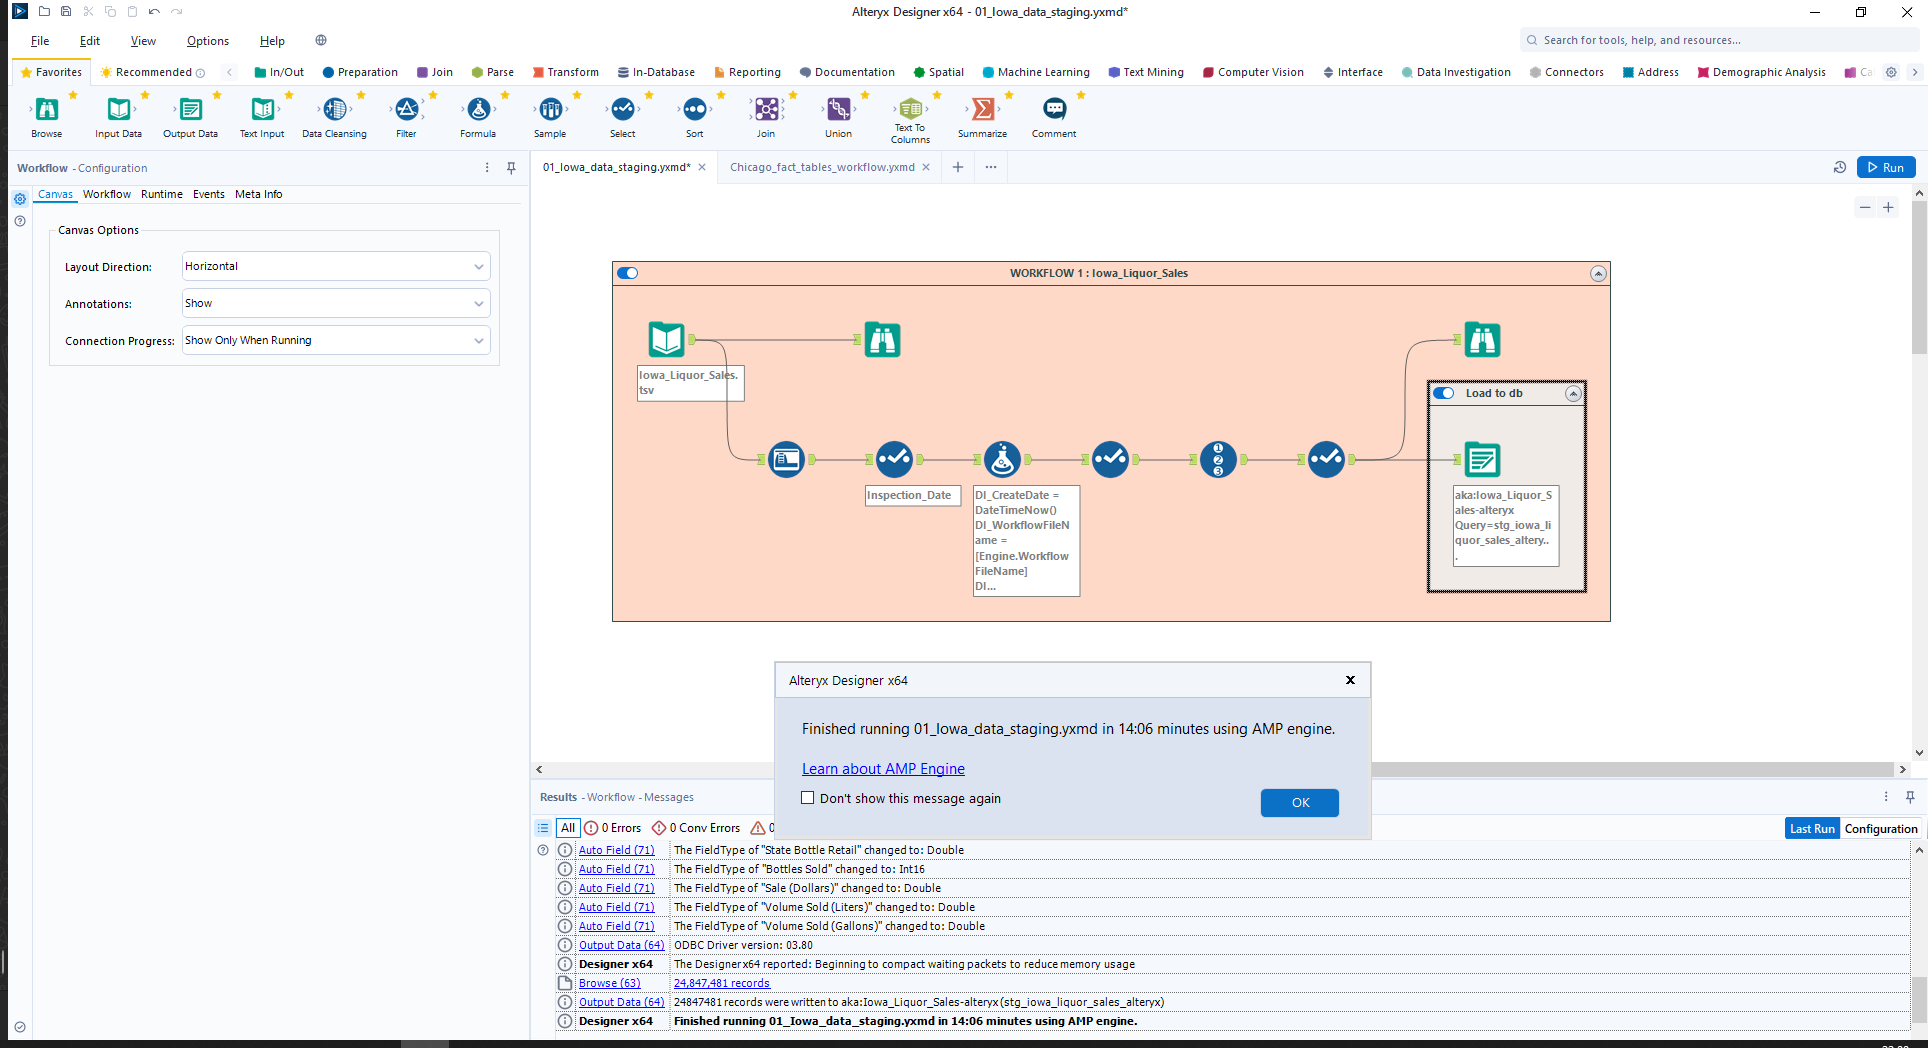 Alteryx Designer x64 - 01_Iowa_data_staging.yxmd*
File Edit View Options Help
Search for tools, help, and resources...
Favorites Recommended In/Out Preparation Join Parse Transform In-Database Reporting Documentation Spatial Machine Learning Text Mining Computer Vision Interface Data Investigation Connectors Address Demographic Analysis Ca
Browse Input Data Output Data Text Input Data Cleansing Filter Formula Sample Select Sort Join Union Text To Columns Summarize Comment
Workflow - Configuration
01_Iowa_data_staging.yxmd* Chicago_fact_tables_workflow.yxmd
Run
Canvas Workflow Runtime Events Meta Info
Canvas Options
Layout Direction: Horizontal
Annotations: Show
Connection Progress: Show Only When Running
WORKFLOW 1 : Iowa_Liquor_Sales
Iowa_Liquor_Sales.
tsv
Load to db
1
2
3
Inspection_Date
DI_CreateDate =
DateTimeNow()
DI_WorkflowFileN
ame =
[Engine.Workflow
FileName]
DI...
aka:Iowa_Liquor_S
ales-alteryx
Query=stg_iowa_li
quor_sales_altery..
.
Alteryx Designer x64
Finished running 01_Iowa_data_staging.yxmd in 14:06 minutes using AMP engine.
Learn about AMP Engine
Don't show this message again
OK
Results - Workflow - Messages
All 0 Errors 0 Conv Errors 0
Last Run Configuration
Auto Field (71) The FieldType of "State Bottle Retail" changed to: Double
Auto Field (71) The FieldType of "Bottles Sold" changed to: Int16
Auto Field (71) The FieldType of "Sale (Dollars)" changed to: Double
Auto Field (71) The FieldType of "Volume Sold (Liters)" changed to: Double
Auto Field (71) The FieldType of "Volume Sold (Gallons)" changed to: Double
Output Data (64) ODBC Driver version: 03.80
Designer x64 The Designer x64 reported: Beginning to compact waiting packets to reduce memory usage
Browse (63) 24,847,481 records
Output Data (64) 24847481 records were written to aka:Iowa_Liquor_Sales-alteryx (stg_iowa_liquor_sales_alteryx)
Designer x64 Finished running 01_Iowa_data_staging.yxmd in 14:06 minutes using AMP engine.